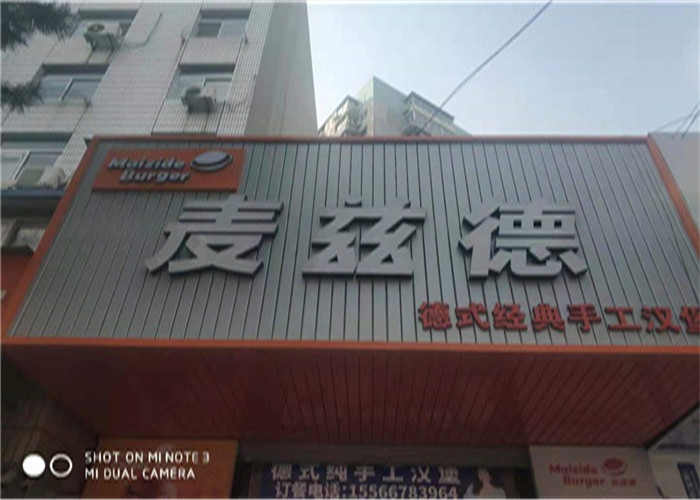 Maizide
Burger
麦兹德
德式经典手工汉堡
德式纯手工汉堡
订餐电话:15566783964
Maizide
Burger
SHOT ON MI NOTE 3
MI DUAL CAMERA